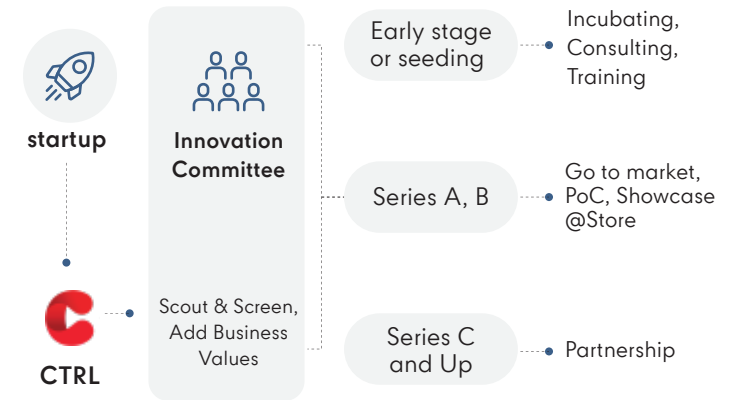 startup
CTRL
Innovation
Committee
Scout & Screen,
Add Business
Values
Early stage
or seeding
Incubating,
Consulting,
Training
Series A, B
Go to market,
PoC, Showcase
@Store
Series C
and Up
Partnership